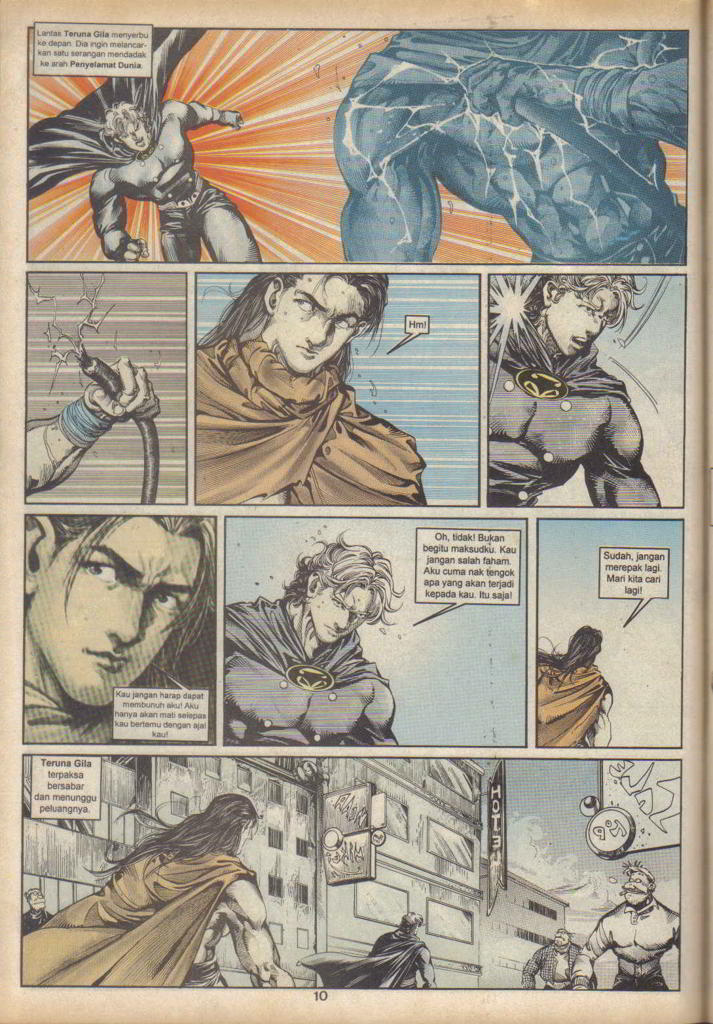 Lantas Teruna Gila menyerbu
ke depan. Dia ingin melancar-
kan satu serangan mendadak
ke arah Penyelamat Dunia.
Hm!
Kau jangan harap dapat
membunuh aku! Aku
hanya akan mati selepas
kau bertemu dengan ajal
kau!
Oh, tidak! Bukan
begitu maksudku. Kau
jangan salah faham.
Aku cuma nak tengok
apa yang akan terjadi
kepada kau. Itu saja!
Sudah, jangan
merepak lagi.
Mari kita cari
lagi!
Teruna Gila
terpaksa
bersabar
dan menunggu
peluangnya.
HOTEL
10